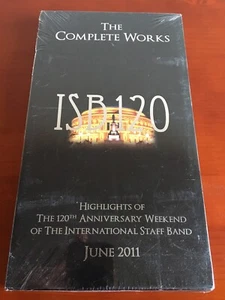 THE
COMPLETE WORKS
ISB120
HIGHLIGHTS OF
THE 120TH ANNIVERSARY WEEKEND
OF THE INTERNATIONAL STAFF BAND
JUNE 2011